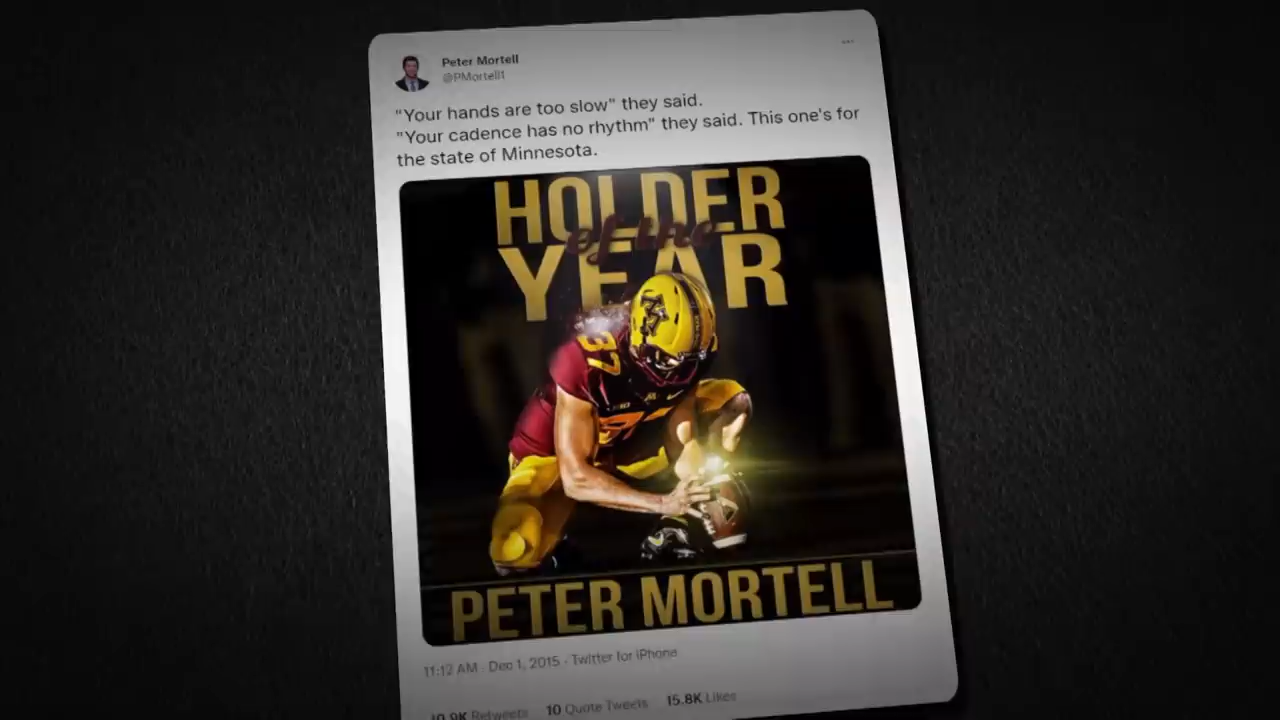 Peter Mortell
@PMortell1
"Your hands are too slow" they said.
"Your cadence has no rhythm" they said. This one's for
the state of Minnesota.
HOLDER
of the
YEAR
37
PETER MORTELL
11:12 AM · Dec 1, 2015 · Twitter for iPhone
10.9K Retweets 10 Quote Tweets 15.8K Likes